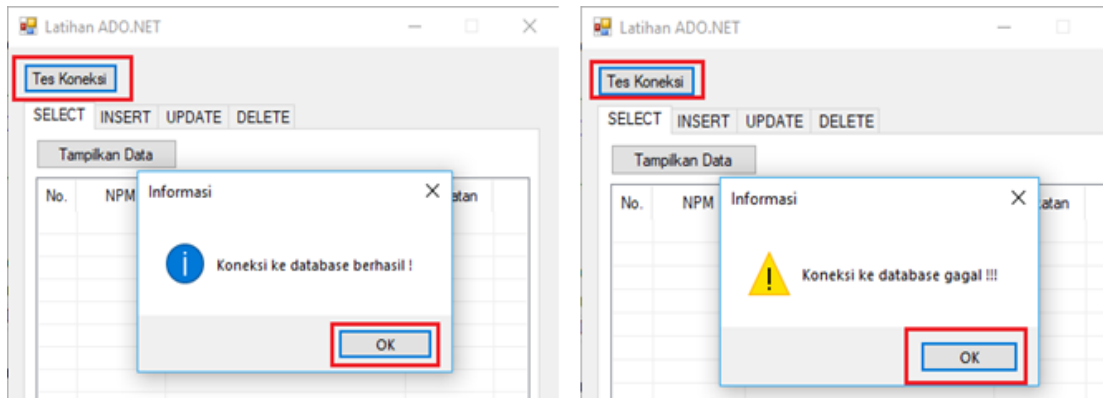 Latihan ADO.NET
Tes Koneksi
SELECT INSERT UPDATE DELETE
Tampilkan Data
No. NPM
Informasi
Koneksi ke database berhasil !
OK
Latihan ADO.NET
Tes Koneksi
SELECT INSERT UPDATE DELETE
Tampilkan Data
No. NPM
Informasi
Koneksi ke database gagal !!!
OK